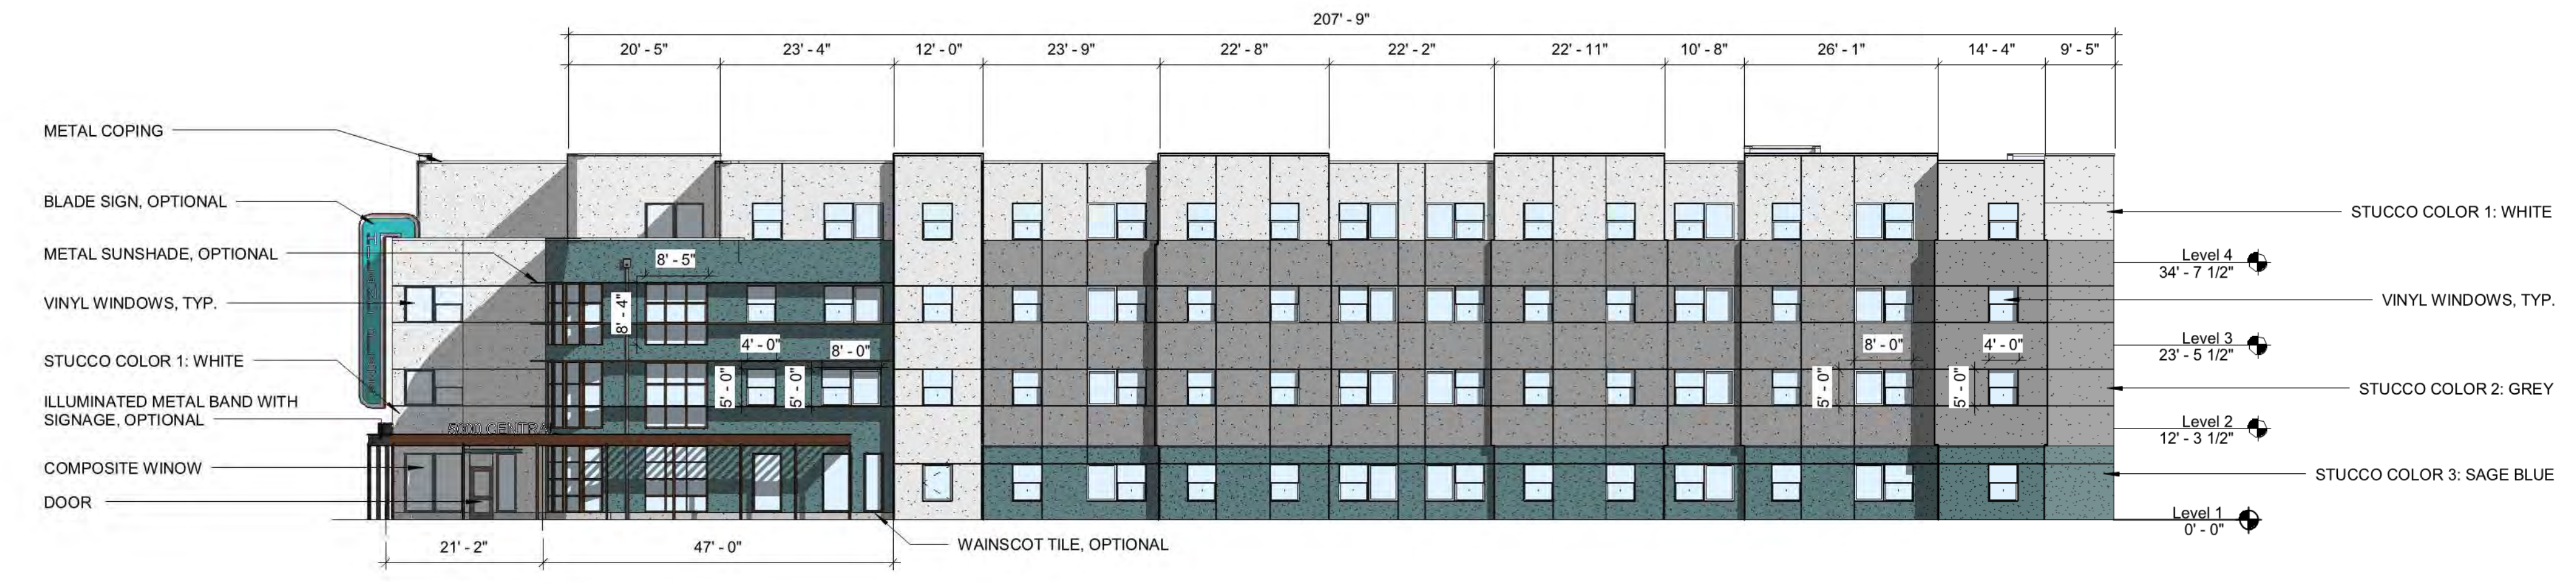 207' - 9"
20' - 5"
23' - 4"
12' - 0"
23' - 9"
22' - 8"
22' - 2"
22' - 11"
10' - 8"
26' - 1"
14' - 4"
9' - 5"
METAL COPING
BLADE SIGN, OPTIONAL
METAL SUNSHADE, OPTIONAL
VINYL WINDOWS, TYP.
STUCCO COLOR 1: WHITE
ILLUMINATED METAL BAND WITH
SIGNAGE, OPTIONAL
COMPOSITE WINOW
DOOR
8' - 5"
8' - 4"
4' - 0"
8' - 0"
5' - 0"
5' - 0"
CENTRAL
8' - 0"
4' - 0"
5' - 0"
5' - 0"
STUCCO COLOR 1: WHITE
Level 4
34' - 7 1/2"
VINYL WINDOWS, TYP.
Level 3
23' - 5 1/2"
STUCCO COLOR 2: GREY
Level 2
12' - 3 1/2"
STUCCO COLOR 3: SAGE BLUE
Level 1
0' - 0"
21' - 2"
47' - 0"
WAINSCOT TILE, OPTIONAL